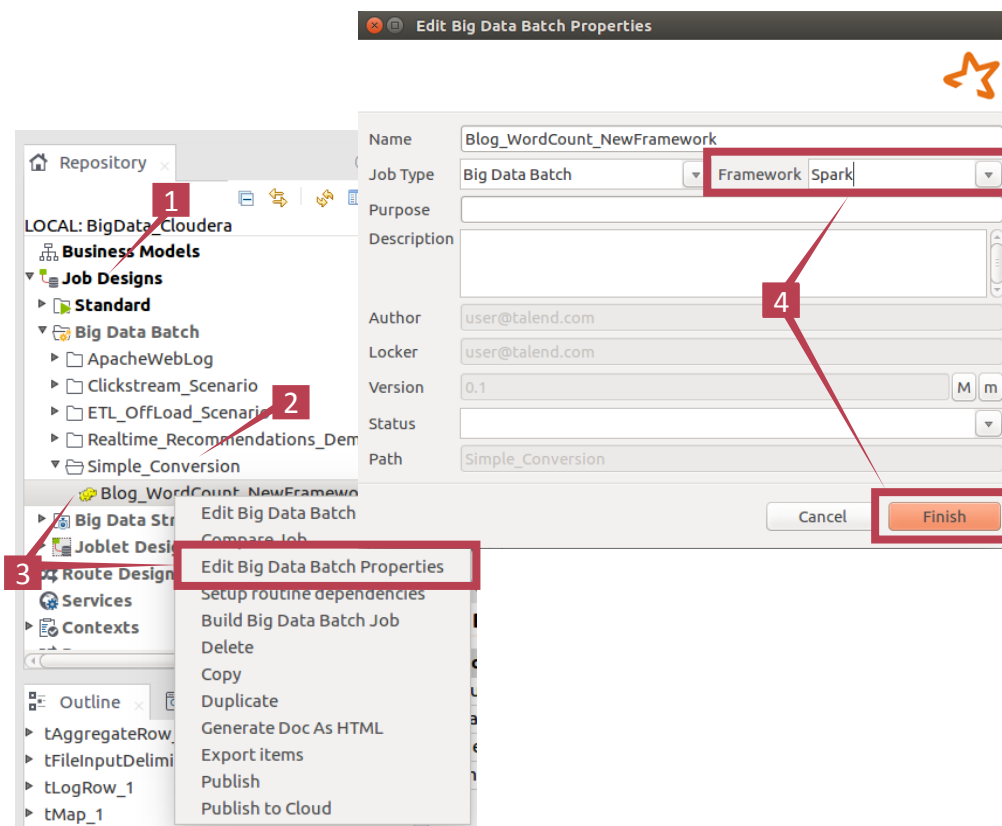 Edit Big Data Batch Properties
Name Blog_WordCount_NewFramework
Job Type Big Data Batch Framework Spark
Purpose
Description
Author user@talend.com
Locker user@talend.com
Version 0.1 M m
Status
Path Simple_Conversion
Cancel Finish
4
Repository
1
LOCAL: BigData_Cloudera
Business Models
Job Designs
Standard
Big Data Batch
ApacheWebLog
Clickstream_Scenario
ETL_OffLoad_Scenario
2
Realtime_Recommendations_Dem
Simple_Conversion
Blog_WordCount_NewFramewo
Big Data Str
Joblet Desig
3
Route Design
Services
Contexts
Edit Big Data Batch
Compare Job
Edit Big Data Batch Properties
Setup routine dependencies
Build Big Data Batch Job
Delete
Copy
Duplicate
Generate Doc As HTML
Export items
Publish
Publish to Cloud
Outline
tAggregateRow_
tFileInputDelimi
tLogRow_1
tMap_1